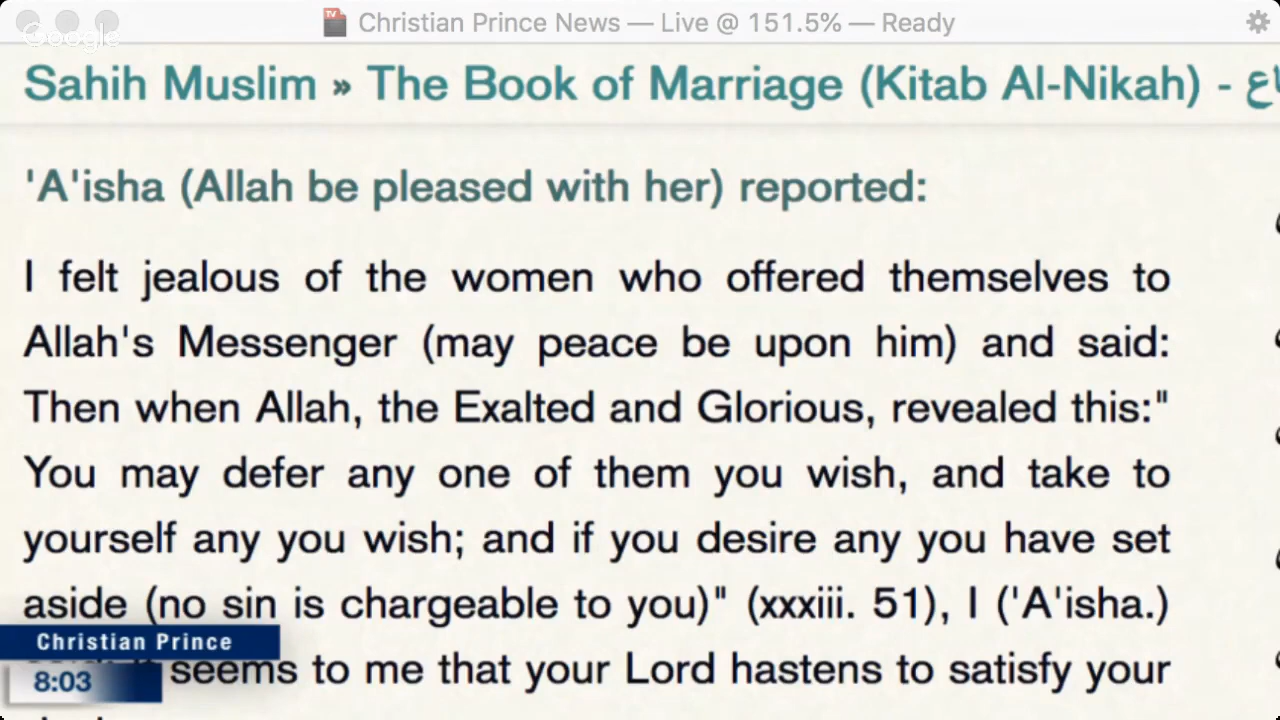 Christian Prince News — Live @ 151.5% — Ready
Google
Sahih Muslim » The Book of Marriage (Kitab Al-Nikah) -
'A'isha (Allah be pleased with her) reported:
I felt jealous of the women who offered themselves to
Allah's Messenger (may peace be upon him) and said:
Then when Allah, the Exalted and Glorious, revealed this:"
You may defer any one of them you wish, and take to
yourself any you wish; and if you desire any you have set
aside (no sin is chargeable to you)" (xxxiii. 51), I ('A'isha.)
seems to me that your Lord hastens to satisfy your
Christian Prince
8:03